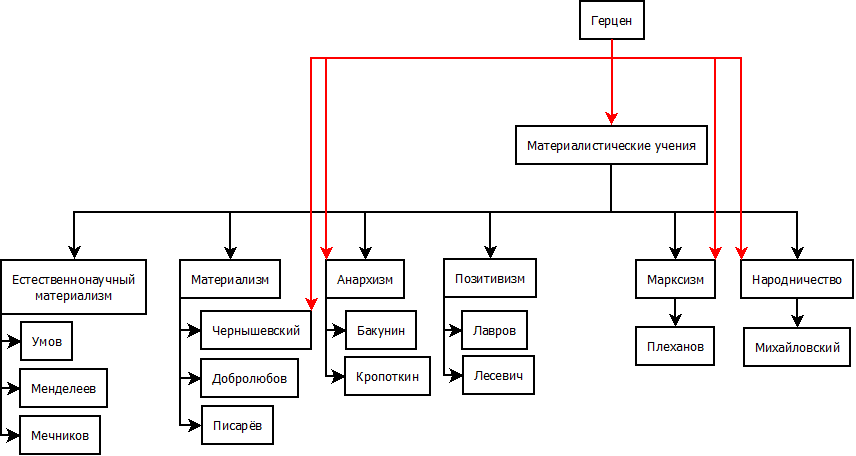 Герцен
Материалистические учения
Естественнонаучный
материализм
Материализм
Анархизм
Позитивизм
Марксизм
Народничество
Умов
Менделеев
Мечников
Чернышевский
Добролюбов
Писарёв
Бакунин
Кропоткин
Лавров
Лесевич
Плеханов
Михайловский